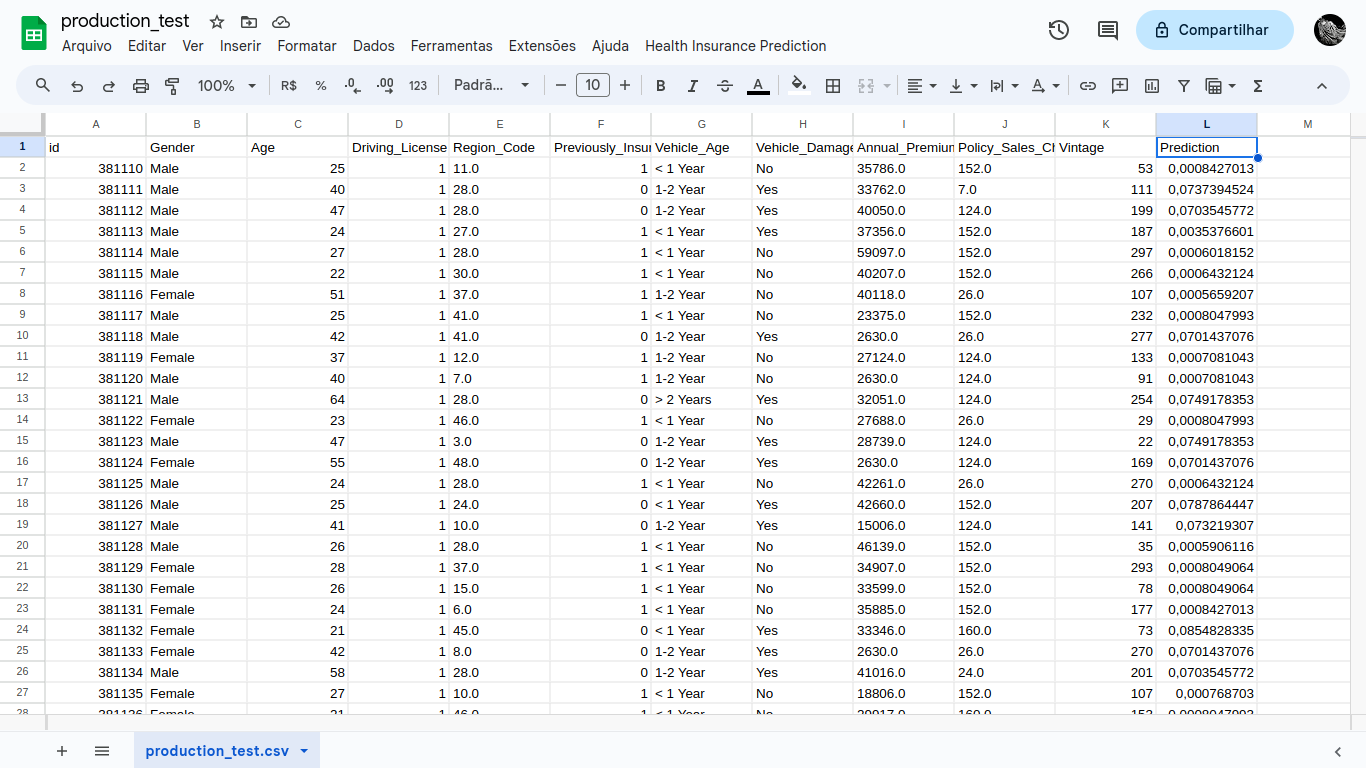 production_test
Arquivo Editar Ver Inserir Formatar Dados Ferramentas Extensões Ajuda Health Insurance Prediction
Compartilhar
100% R$ % .0 .00 123 Padrã... 10 B I A
A B C D E F G H I J K L M
1 id Gender Age Driving_License Region_Code Previously_Insu Vehicle_Age Vehicle_Damage Annual_Premium Policy_Sales_Ch Vintage Prediction
2 381110 Male 25 1 11.0 1 < 1 Year No 35786.0 152.0 53 0,0008427013
3 381111 Male 40 1 28.0 0 1-2 Year Yes 33762.0 7.0 111 0,0737394524
4 381112 Male 47 1 28.0 0 1-2 Year Yes 40050.0 124.0 199 0,0703545772
5 381113 Male 24 1 27.0 1 < 1 Year Yes 37356.0 152.0 187 0,0035376601
6 381114 Male 27 1 28.0 1 < 1 Year No 59097.0 152.0 297 0,0006018152
7 381115 Male 22 1 30.0 1 < 1 Year No 40207.0 152.0 266 0,0006432124
8 381116 Female 51 1 37.0 1 1-2 Year No 40118.0 26.0 107 0,0005659207
9 381117 Male 25 1 41.0 1 < 1 Year No 23375.0 152.0 232 0,0008047993
10 381118 Male 42 1 41.0 0 1-2 Year Yes 2630.0 26.0 277 0,0701437076
11 381119 Female 37 1 12.0 1 1-2 Year No 27124.0 124.0 133 0,0007081043
12 381120 Male 40 1 7.0 1 1-2 Year No 2630.0 124.0 91 0,0007081043
13 381121 Male 64 1 28.0 0 > 2 Years Yes 32051.0 124.0 254 0,0749178353
14 381122 Female 23 1 46.0 1 < 1 Year No 27688.0 26.0 29 0,0008047993
15 381123 Male 47 1 3.0 0 1-2 Year Yes 28739.0 124.0 22 0,0749178353
16 381124 Female 55 1 48.0 0 1-2 Year Yes 2630.0 124.0 169 0,0701437076
17 381125 Male 24 1 28.0 1 < 1 Year No 42261.0 26.0 270 0,0006432124
18 381126 Male 25 1 24.0 0 < 1 Year Yes 42660.0 152.0 207 0,0787864447
19 381127 Male 41 1 10.0 0 1-2 Year Yes 15006.0 124.0 141 0,073219307
20 381128 Male 26 1 28.0 1 < 1 Year No 46139.0 152.0 35 0,0005906116
21 381129 Female 28 1 37.0 1 < 1 Year No 34907.0 152.0 293 0,0008049064
22 381130 Female 26 1 15.0 1 < 1 Year No 33599.0 152.0 78 0,0008049064
23 381131 Female 24 1 6.0 1 < 1 Year No 35885.0 152.0 177 0,0008427013
24 381132 Female 21 1 45.0 0 < 1 Year Yes 33346.0 160.0 73 0,0854828335
25 381133 Female 42 1 8.0 0 1-2 Year Yes 2630.0 26.0 270 0,0701437076
26 381134 Male 58 1 28.0 0 1-2 Year Yes 41016.0 24.0 201 0,0703545772
27 381135 Female 27 1 10.0 1 < 1 Year No 18806.0 152.0 107 0,000768703
production_test.csv